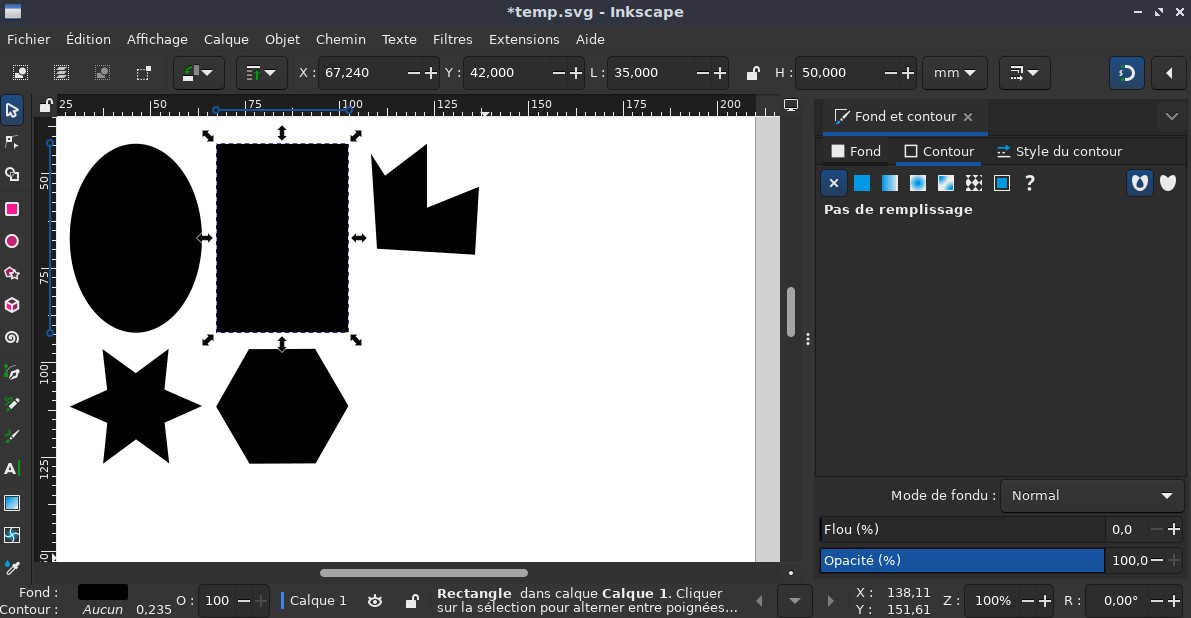 *temp.svg - Inkscape
Fichier Édition Affichage Calque Objet Chemin Texte Filtres Extensions Aide
X : 67,240 Y : 42,000 L : 35,000 H : 50,000 mm
25 50 75 100 125 150 175 200
50
75
100
125
Fond et contour
Fond Contour Style du contour
?
Pas de remplissage
Mode de fondu : Normal
Flou (%) 0,0
Opacité (%) 100,0
A
Fond :
Contour : Aucun 0,235
O : 100
Calque 1
Rectangle dans calque Calque 1. Cliquer
sur la sélection pour alterner entre poignées...
X : 138,11
Y : 151,61
Z : 100%
R : 0,00°